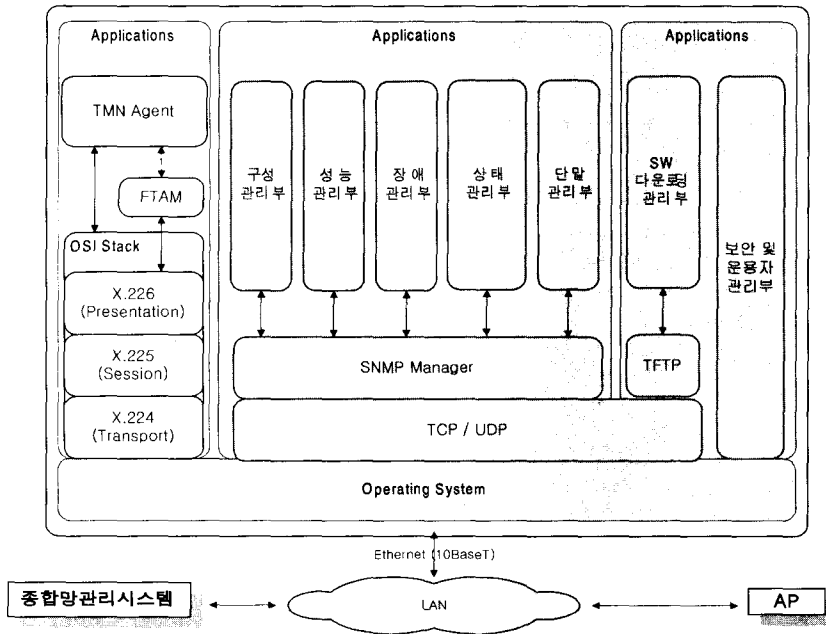 Applications
TMN Agent
FTAM
OSI Stack
X.226
(Presentation)
X.225
(Session)
X.224
(Transport)
Applications
구성
관리부
성능
관리부
장애
관리부
상태
관리부
단말
관리부
SNMP Manager
TCP / UDP
Applications
SW
다운로딩
관리부
TFTP
보안 및
운용자
관리부
Operating System
Ethernet (10BaseT)
종합망관리시스템
LAN
AP